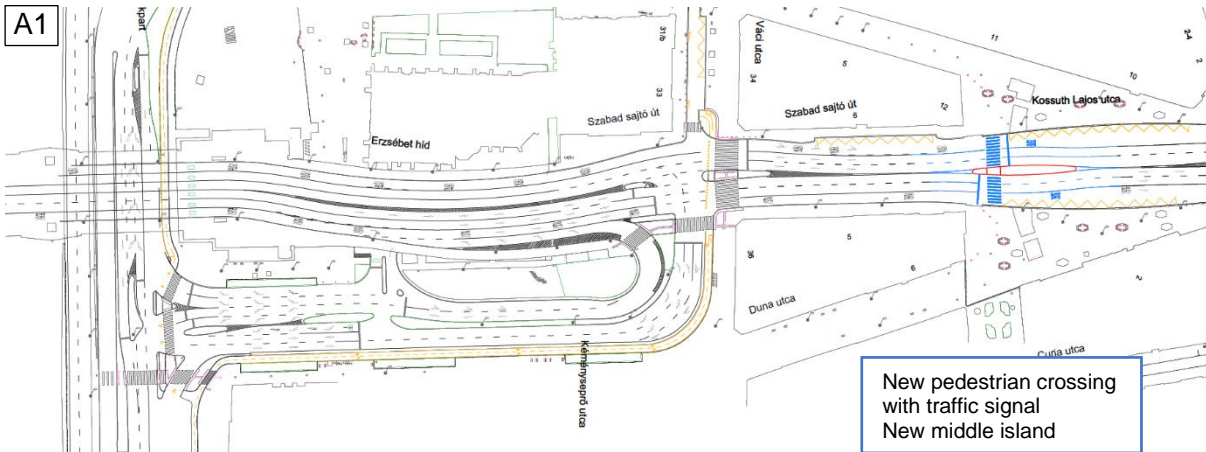 A1
kpart
31/b
33
Váci utca
34
5
11
10
2-4
2
Szabad sajtó út
Szabad sajtó út
6
12
Kossuth Lajos utca
Erzsébet híd
36
5
6
2
Duna utca
Kéményseprő utca
Curia utca
New pedestrian crossing
with traffic signal
New middle island